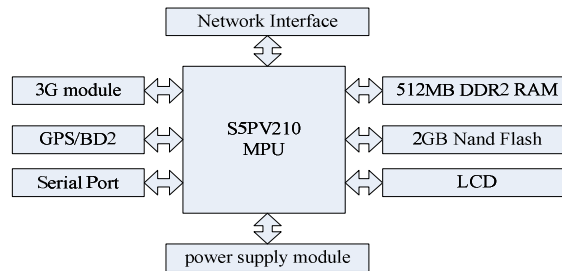 Network Interface
3G module
512MB DDR2 RAM
S5PV210
MPU
GPS/BD2
2GB Nand Flash
Serial Port
LCD
power supply module